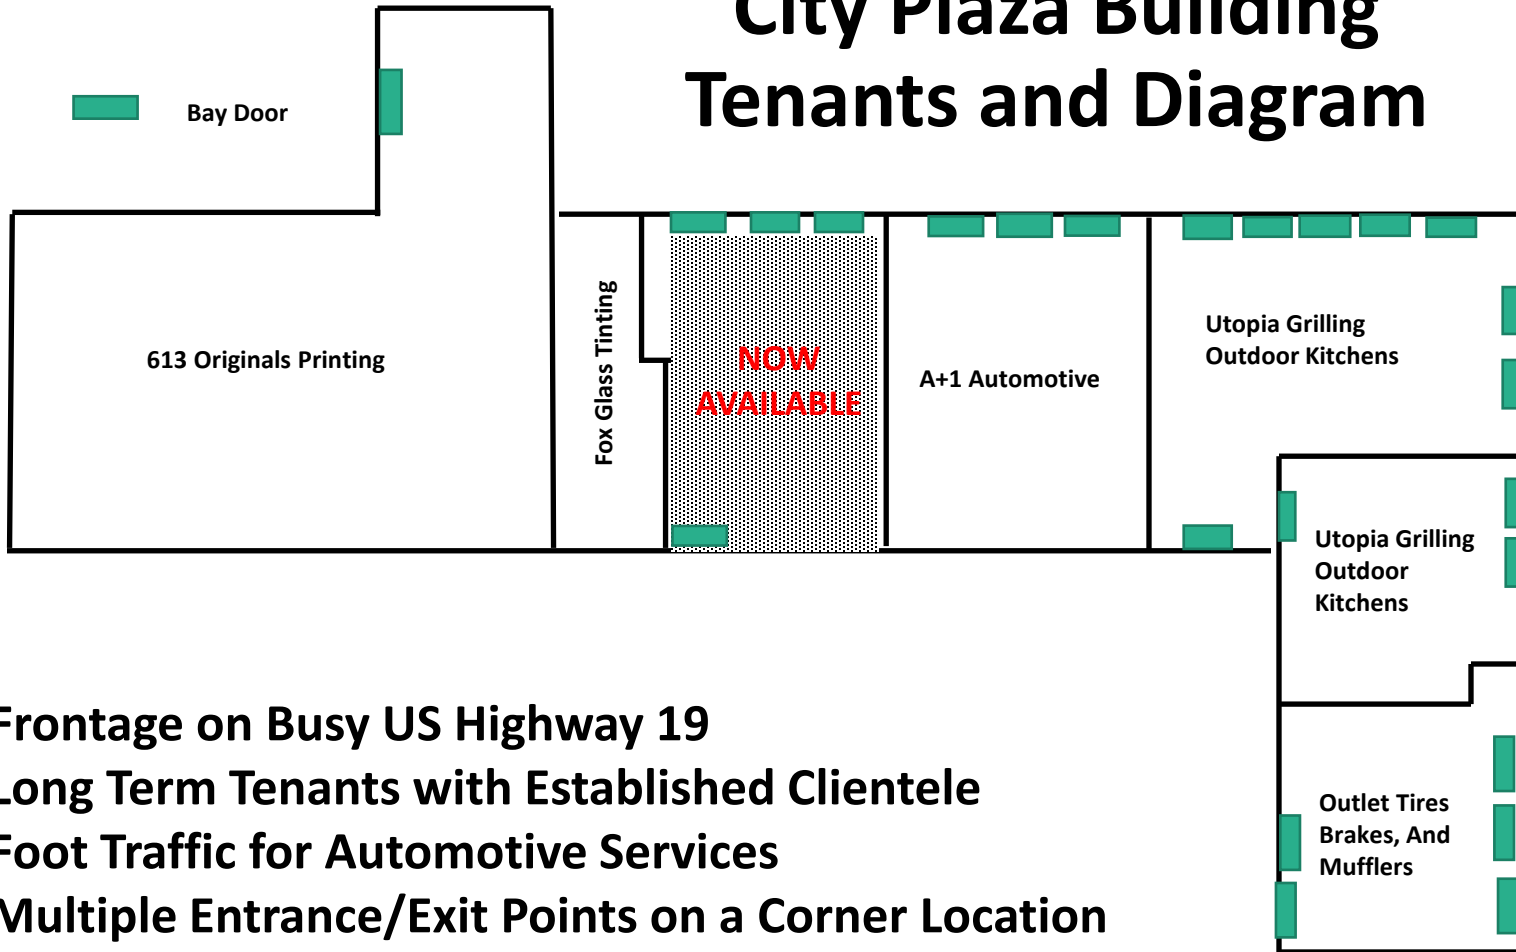 City Plaza Building
Tenants and Diagram
Bay Door
613 Originals Printing
Fox Glass Tinting
NOW
AVAILABLE
A+1 Automotive
Utopia Grilling
Outdoor Kitchens
Utopia Grilling
Outdoor
Kitchens
Outlet Tires
Brakes, And
Mufflers
Frontage on Busy US Highway 19
Long Term Tenants with Established Clientele
Foot Traffic for Automotive Services
Multiple Entrance/Exit Points on a Corner Location